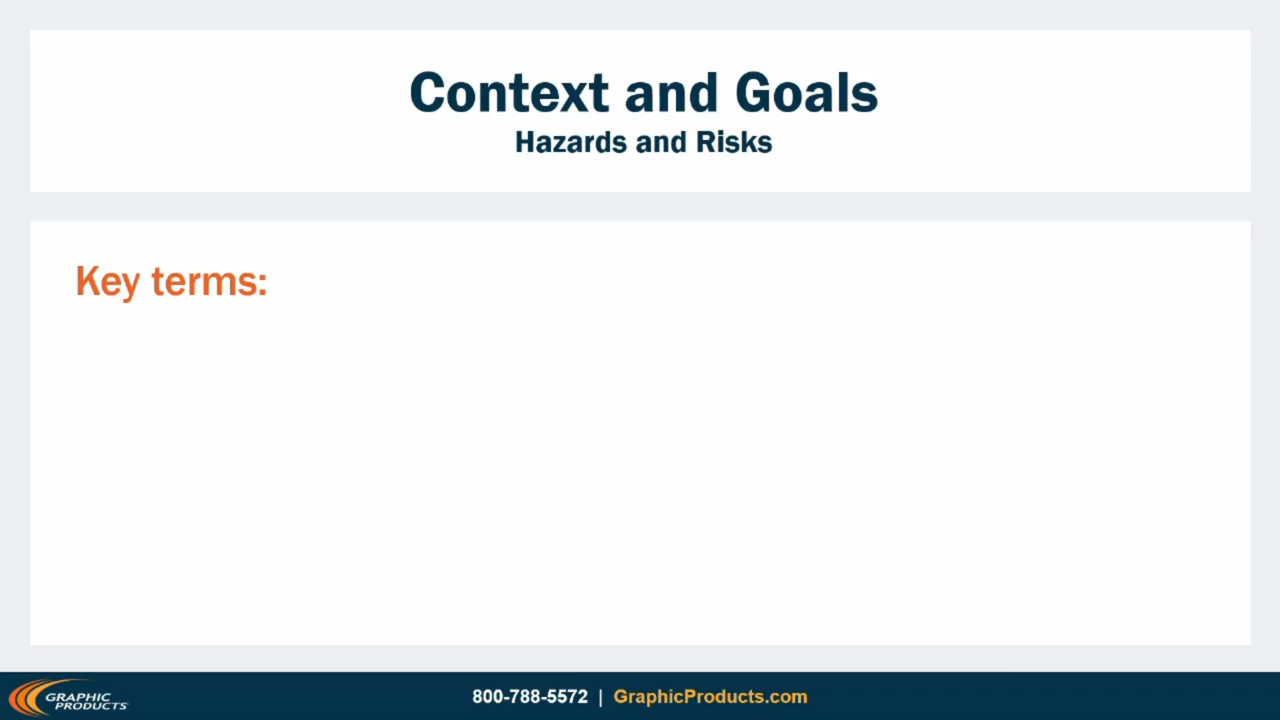 Context and Goals
Hazards and Risks
Key terms:
GRAPHIC
PRODUCTS
800-788-5572 | GraphicProducts.com